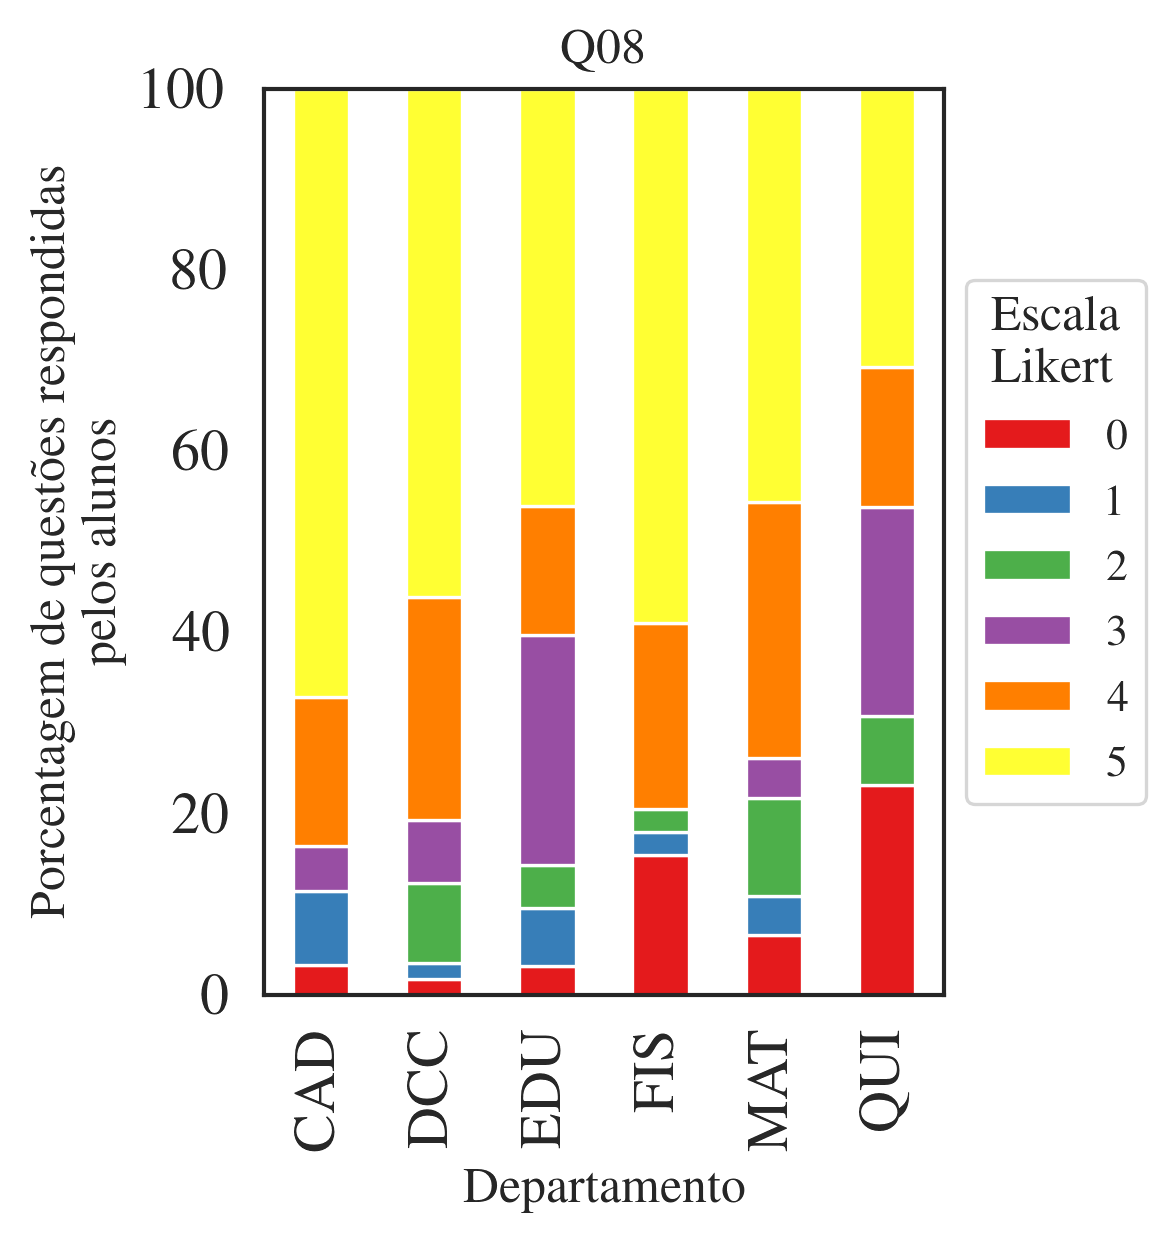 Q08
100
80
60
40
20
0
Porcentagem de questões respondidas
pelos alunos
CAD
DCC
EDU
FIS
MAT
QUI
Departamento
Escala
Likert
0
1
2
3
4
5